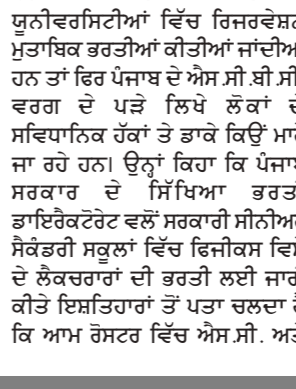 ਯੂਨੀਵਰਸਿਟੀਆਂ ਵਿੱਚ ਰਿਜਰਵੇਸ਼ਨ
ਮੁਤਾਬਿਕ ਭਰਤੀਆਂ ਕੀਤੀਆਂ ਜਾਂਦੀਆਂ
ਹਨ ਤਾਂ ਫਿਰ ਪੰਜਾਬ ਦੇ ਐਸ.ਸੀ.ਬੀ.ਸੀ
ਵਰਗ ਦੇ ਪੜੇ ਲਿਖੇ ਲੋਕਾਂ ਦੇ
ਸਵਿਧਾਨਿਕ ਹੱਕਾਂ ਤੇ ਡਾਕੇ ਕਿਉਂ ਮਾਰੇ
ਜਾ ਰਹੇ ਹਨ। ਉਨ੍ਹਾਂ ਕਿਹਾ ਕਿ ਪੰਜਾਬ
ਸਰਕਾਰ ਦੇ ਸਿੱਖਿਆ ਭਰਤੀ
ਡਾਇਰੈਕਟੋਰੇਟ ਵਲੋਂ ਸਰਕਾਰੀ ਸੀਨੀਅਰ
ਸੈਕੰਡਰੀ ਸਕੂਲਾਂ ਵਿੱਚ ਫਿਜੀਕਸ ਵਿਸ਼ੇ
ਦੇ ਲੈਕਚਰਾਰਾਂ ਦੀ ਭਰਤੀ ਲਈ ਜਾਰੀ
ਕੀਤੇ ਇਸ਼ਤਿਹਾਰਾਂ ਤੋਂ ਪਤਾ ਚਲਦਾ ਹੈ
ਕਿ ਆਮ ਰੋਸਟਰ ਵਿੱਚ ਐਸ.ਸੀ. ਅਤੇ